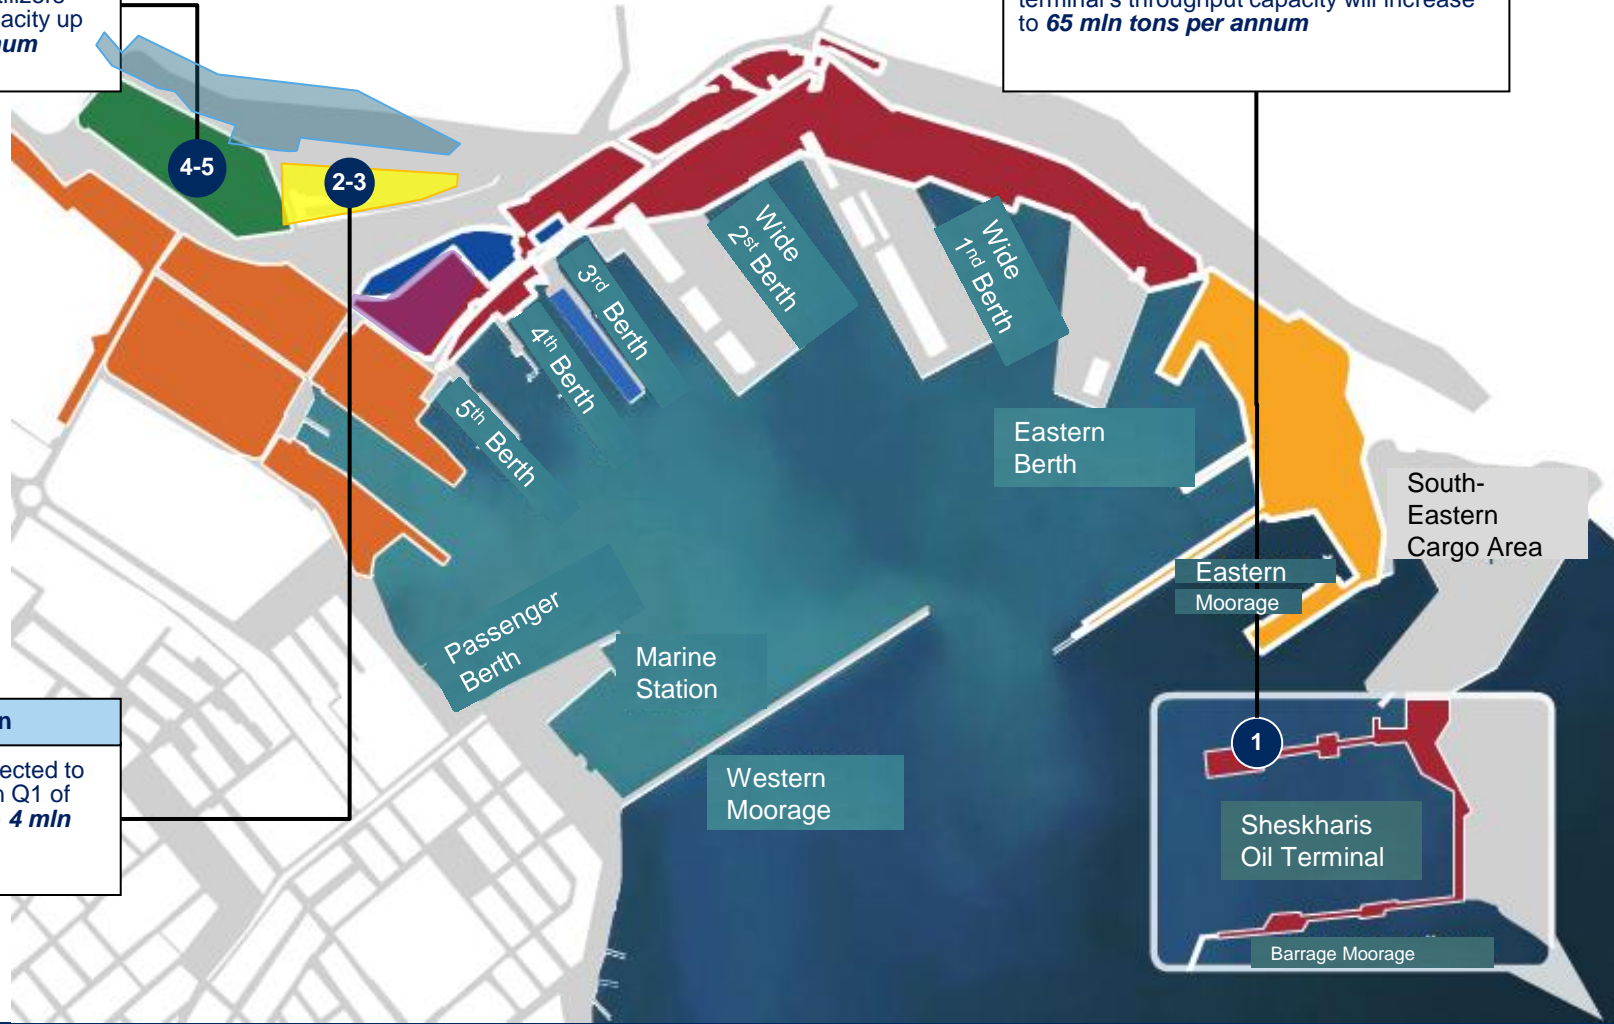 acity up
num
terminal's throughput capacity will increase
to 65 mln tons per annum
4-5
2-3
Wide
2st Berth
Wide
1nd Berth
3rd Berth
4th Berth
5th Berth
Eastern
Berth
South-
Eastern
Cargo Area
Eastern
Moorage
Passenger
Berth
Marine
Station
n
ected to
n Q1 of
4 mln
Western
Moorage
1
Sheskharis
Oil Terminal
Barrage Moorage